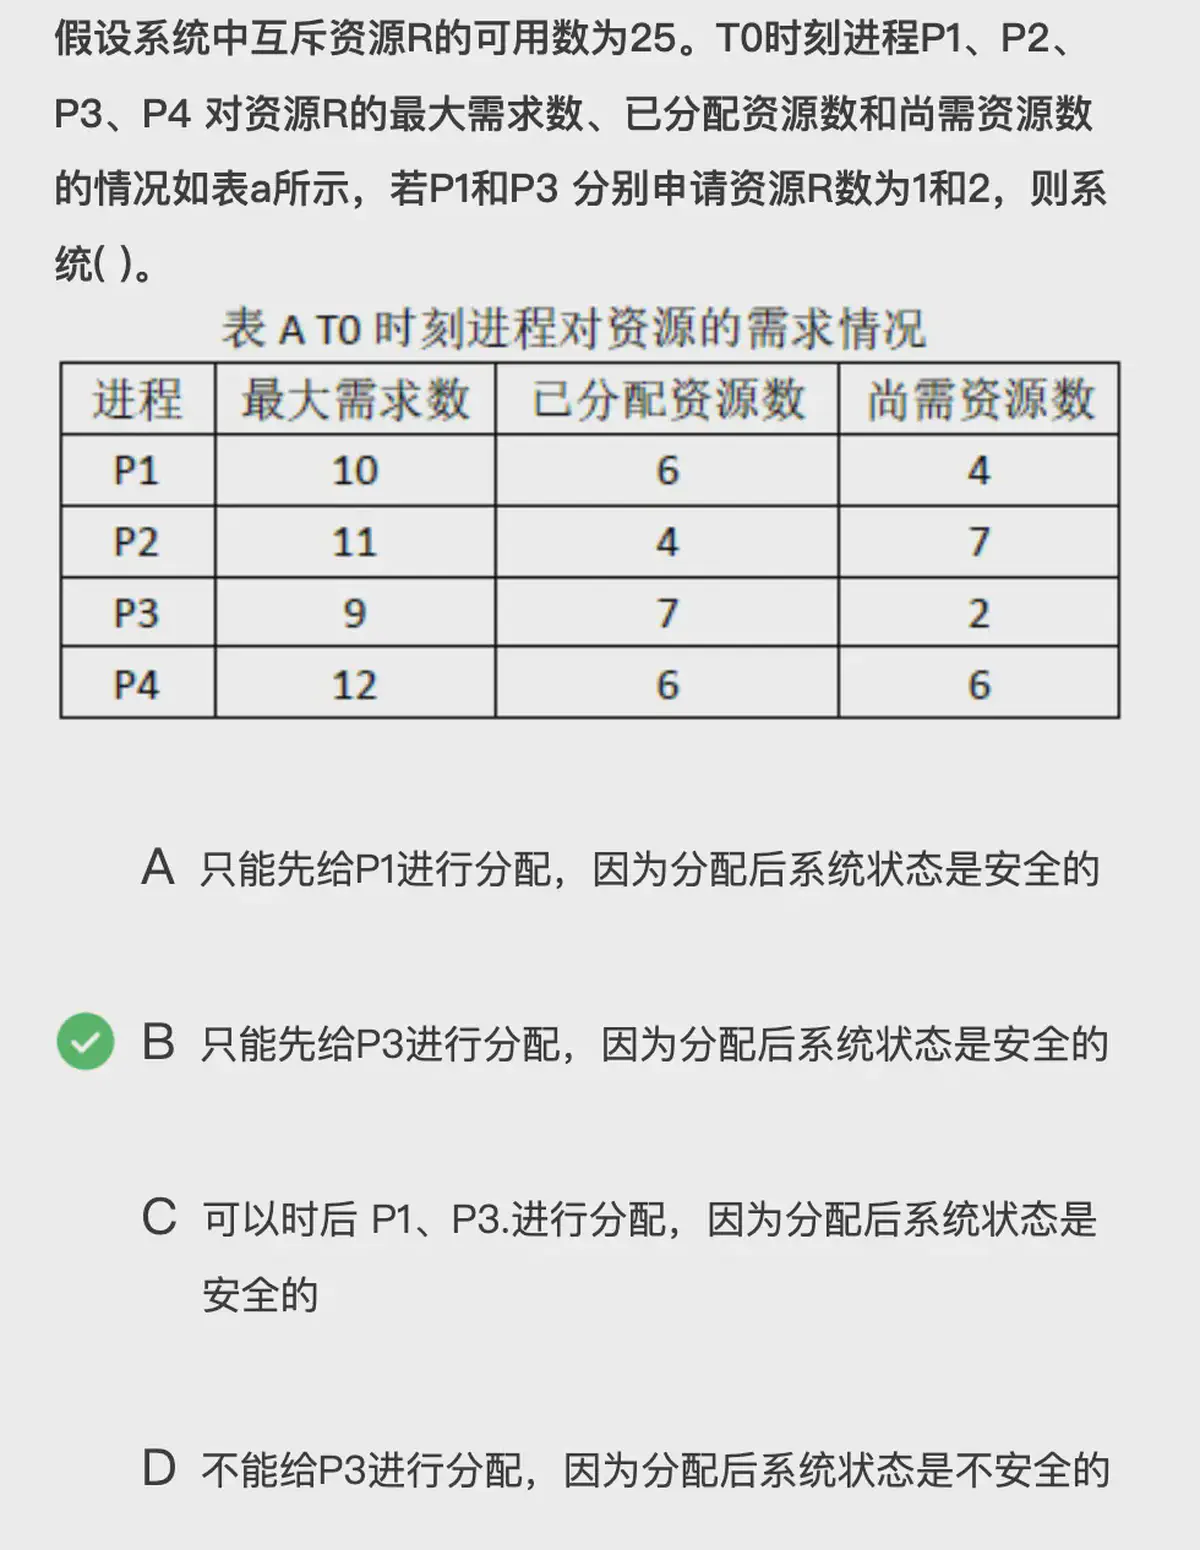 假设系统中互斥资源R的可用数为25。T0时刻进程P1、P2、
P3、P4 对资源R的最大需求数、已分配资源数和尚需资源数
的情况如表a所示，若P1和P3 分别申请资源R数为1和2，则系
统( )。
表 A T0 时刻进程对资源的需求情况
进程 最大需求数 已分配资源数 尚需资源数
P1 10 6 4
P2 11 4 7
P3 9 7 2
P4 12 6 6
A 只能先给P1进行分配，因为分配后系统状态是安全的
B 只能先给P3进行分配，因为分配后系统状态是安全的
C 可以时后 P1、P3.进行分配，因为分配后系统状态是
安全的
D 不能给P3进行分配，因为分配后系统状态是不安全的